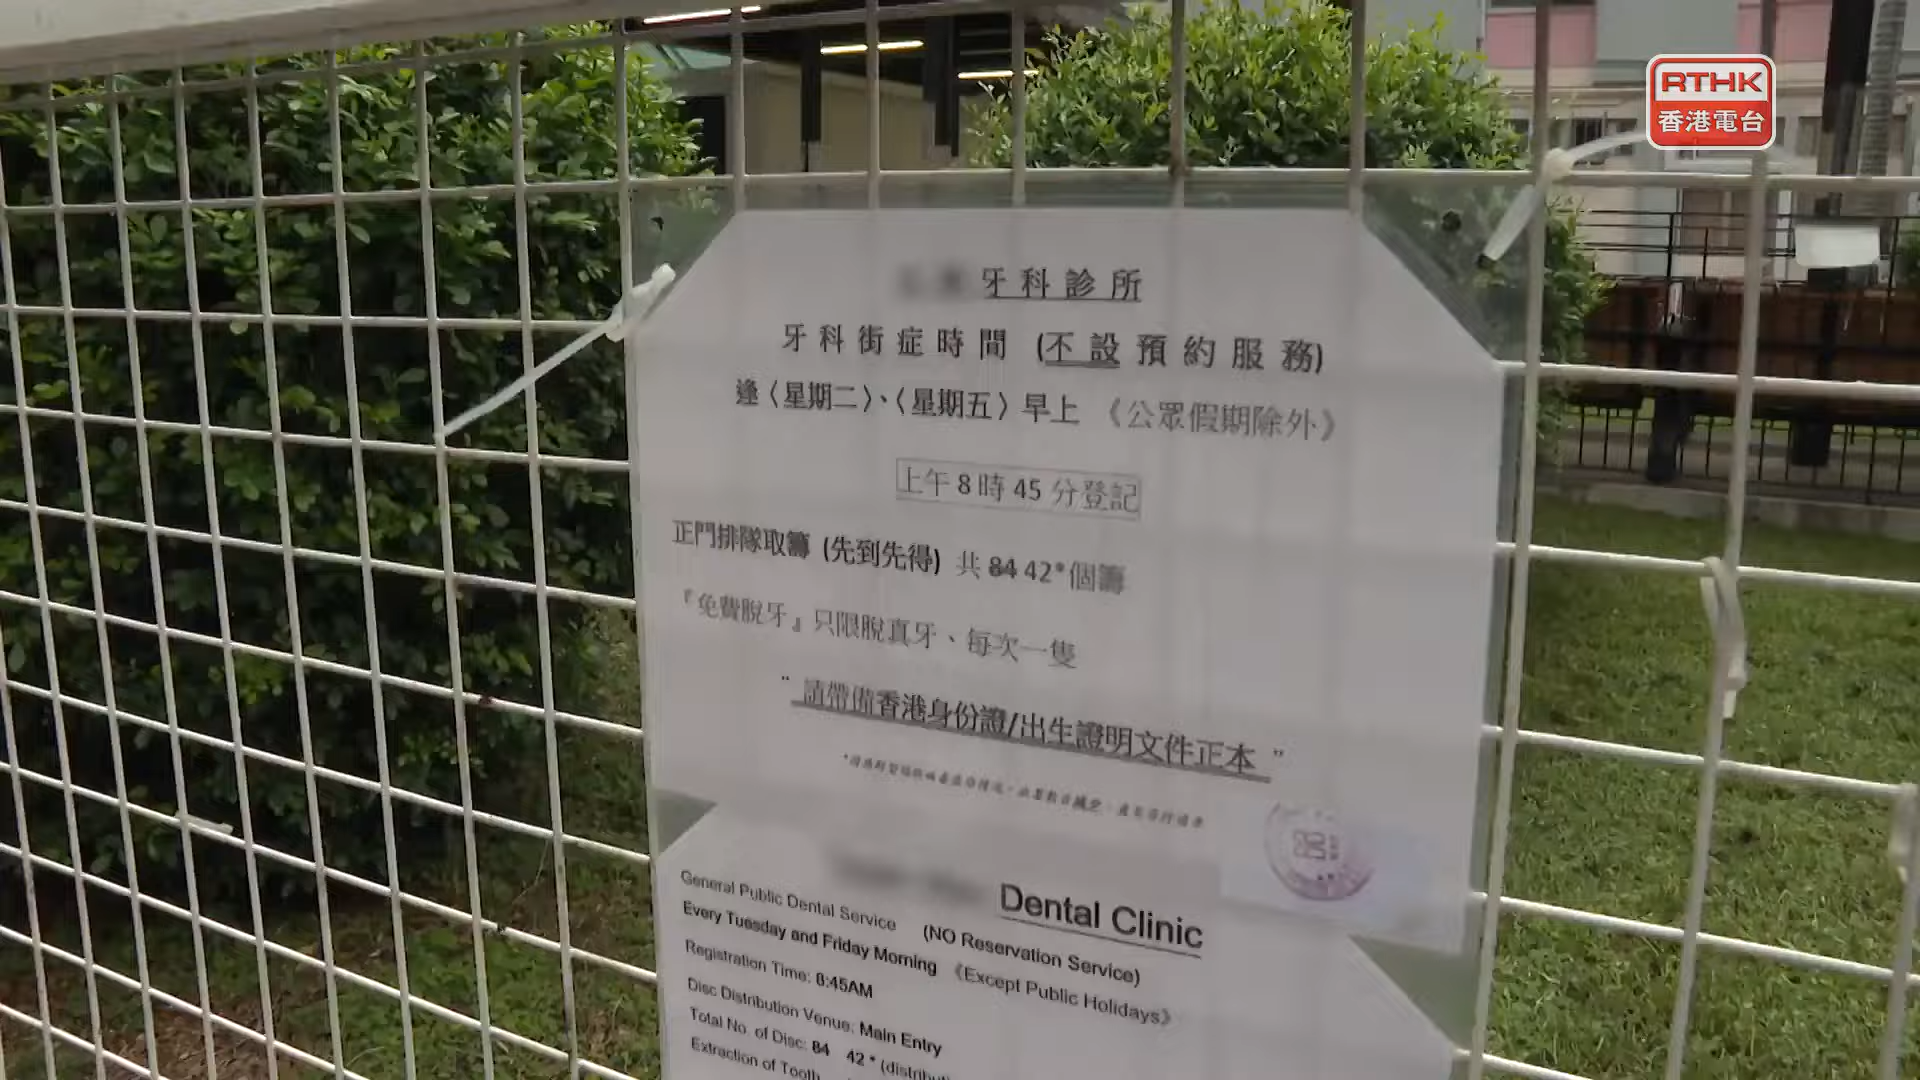 RTHK
香港電台
牙科診所
牙科街症時間 (不設預約服務)
逢〈星期二〉、〈星期五〉早上 《公眾假期除外》
上午 8 時 45 分登記
正門排隊取籌 (先到先得) 共 84 42* 個籌
『免費脫牙』只限脫真牙、每次一隻
" 請帶備香港身份證/出生證明文件正本 "
Dental Clinic
General Public Dental Service (NO Reservation Service)
Every Tuesday and Friday Morning 《Except Public Holidays》
Registration Time: 8:45AM
Disc Distribution Venue: Main Entry
Total No. of Disc: 84 42 * (distributi
Extraction of Tooth